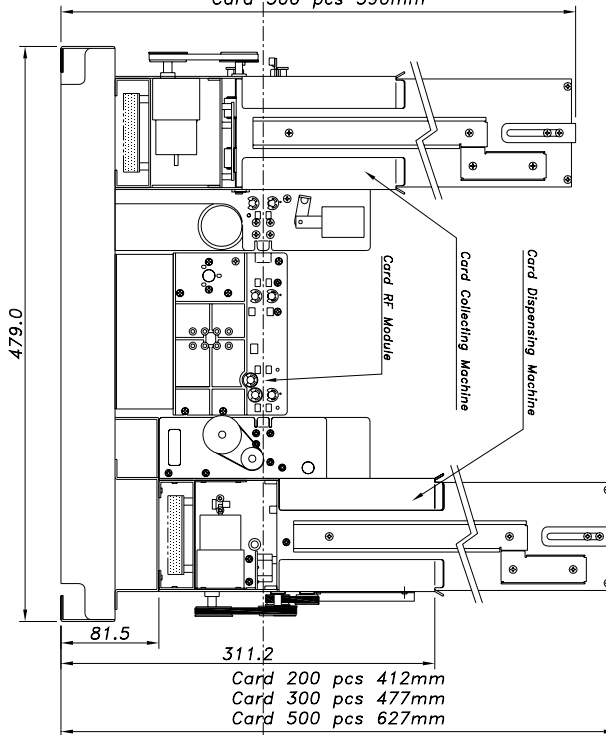 Card 500 pcs 590mm
479.0
Card RF Module
Card Collecting Machine
Card Dispensing Machine
81.5
311.2
Card 200 pcs 412mm
Card 300 pcs 477mm
Card 500 pcs 627mm